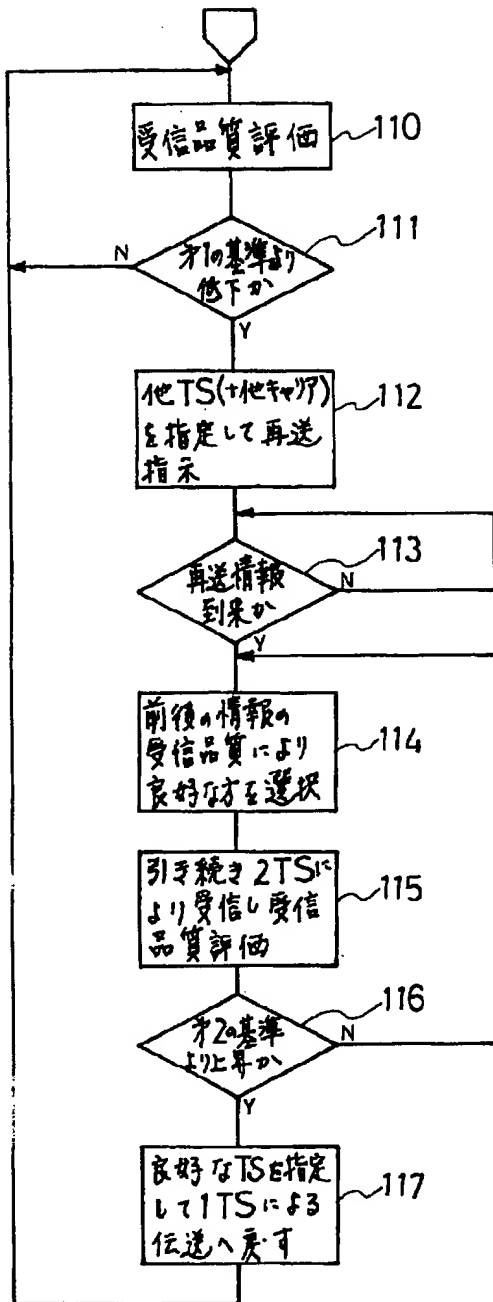 受信品質評価
110
111
N
才1の基準より
低下か
Y
他TS(+他キャリア)
を指定して再送
指示
112
113
再送情報
到来か
N
Y
前後の情報の
受信品質により
良好な方を選択
114
引き続き2TSに
より受信し受信
品質評価
115
116
才2の基準
より上昇か
N
Y
良好なTSを指定
して1TSによる
伝送へ戻す
117